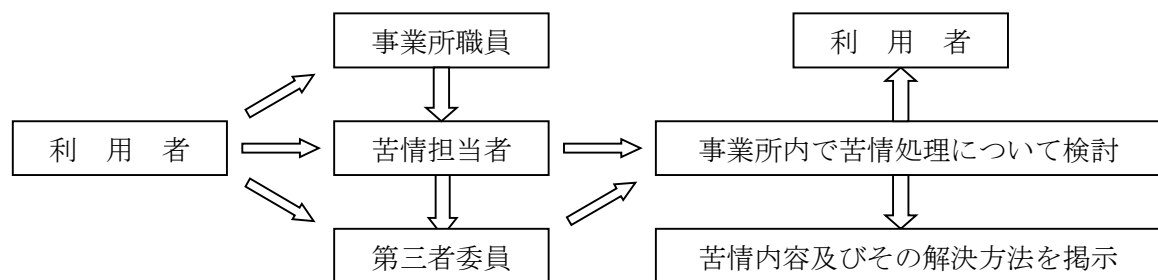 事業所職員
利　用　者
利　用　者
苦情担当者
事業所内で苦情処理について検討
第三者委員
苦情内容及びその解決方法を掲示